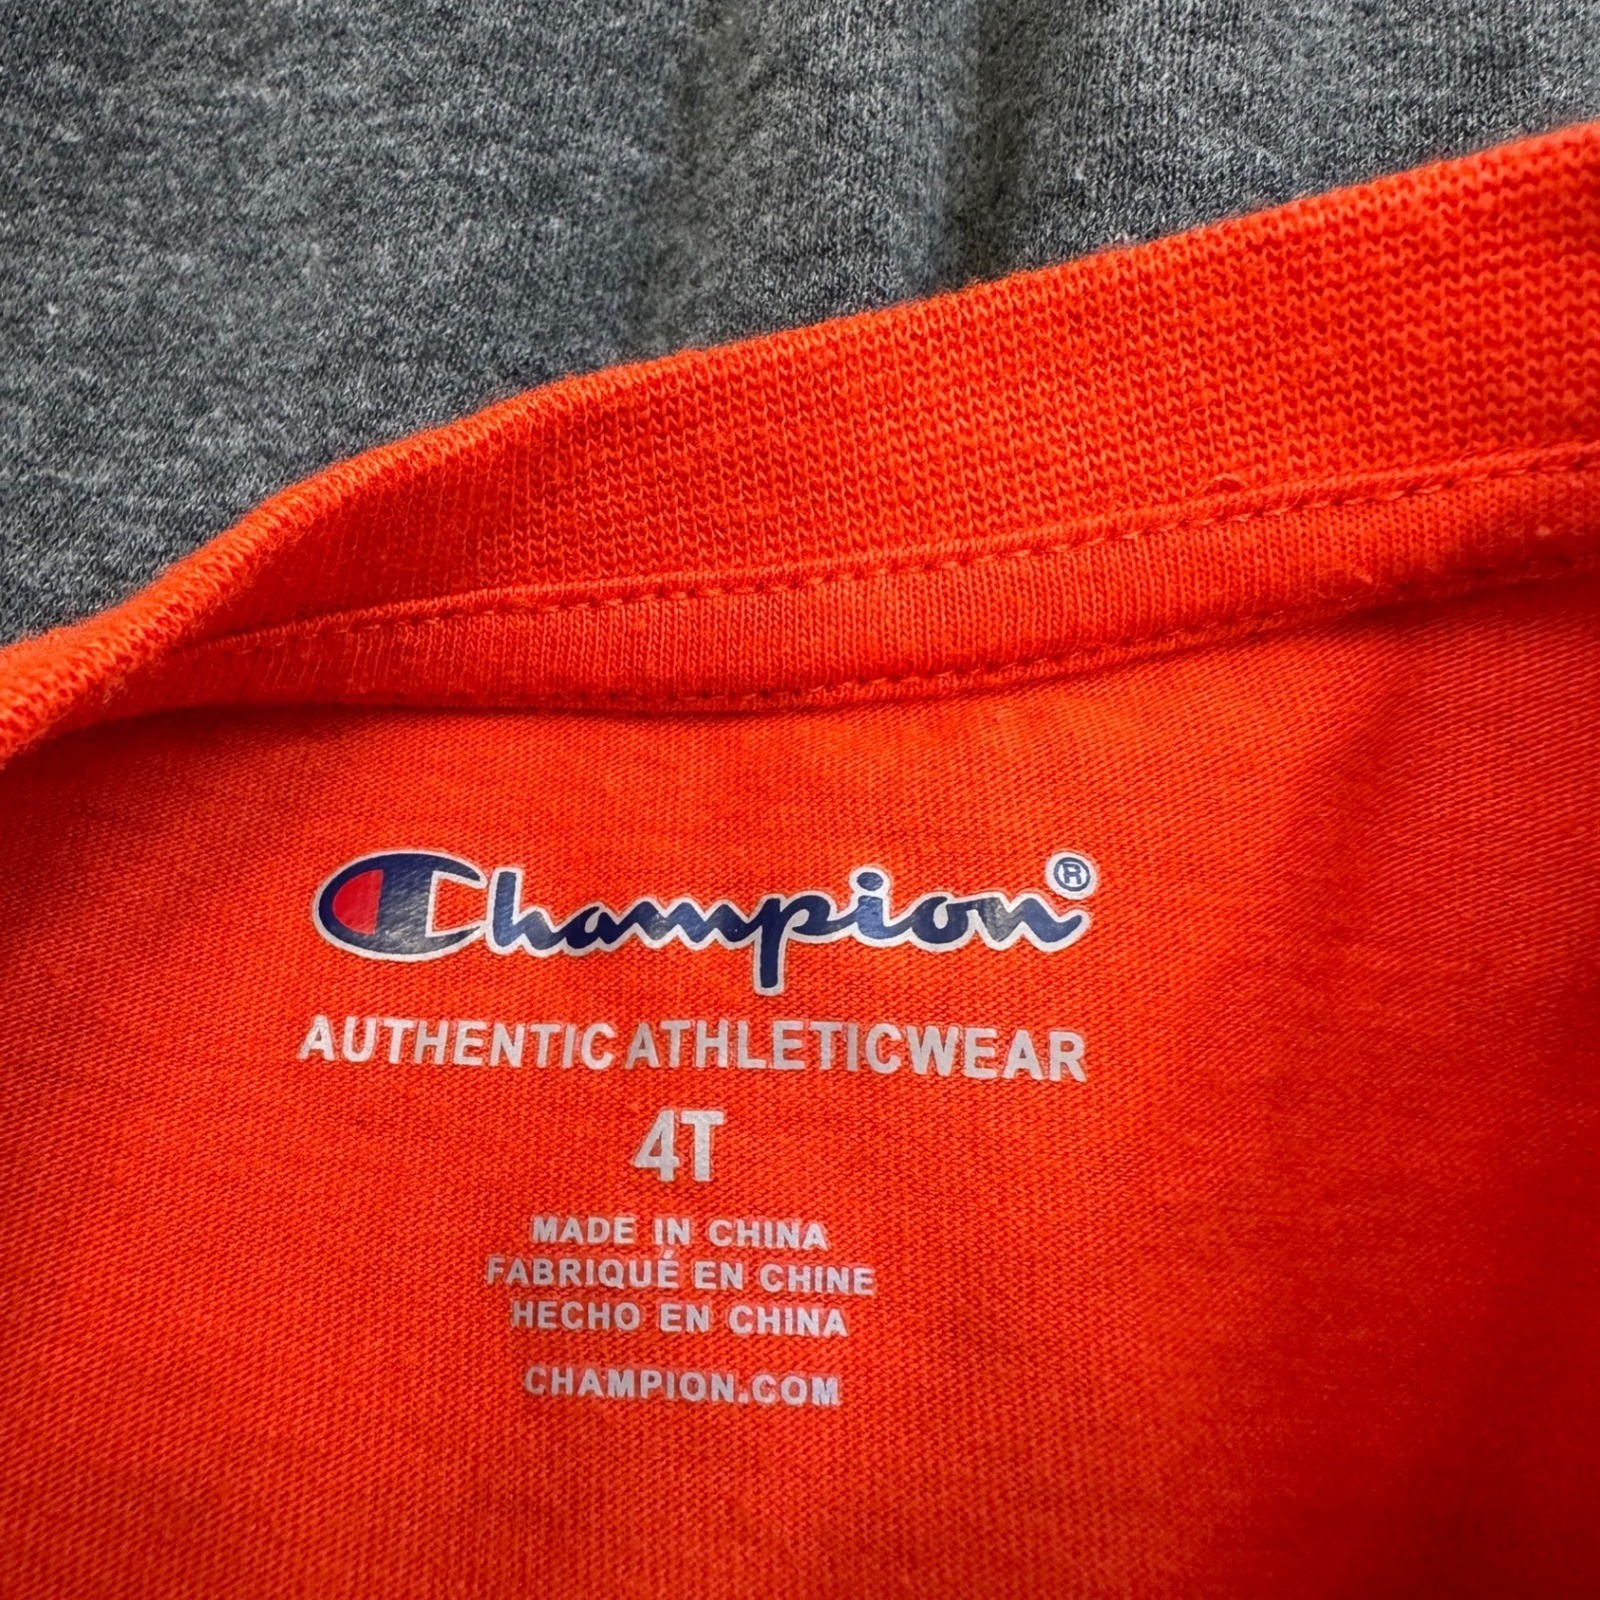 Champion®
AUTHENTIC ATHLETICWEAR
4T
MADE IN CHINA
FABRIQUÉ EN CHINE
HECHO EN CHINA
CHAMPION.COM